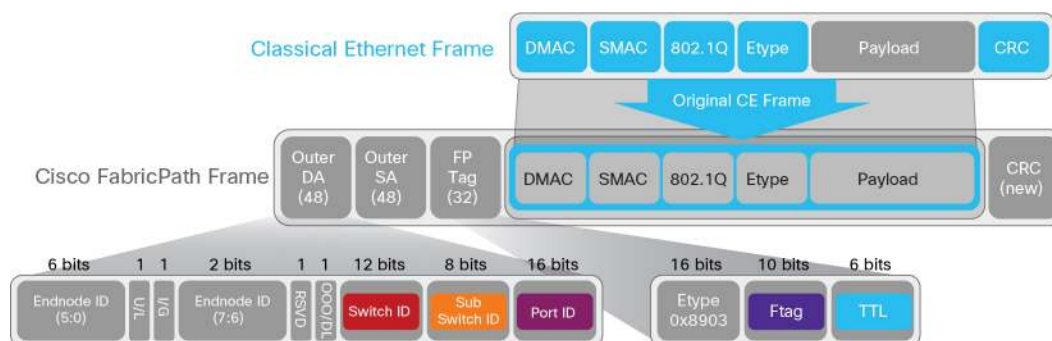 Classical Ethernet Frame
DMAC SMAC 802.1Q Etype Payload CRC
Original CE Frame
Cisco FabricPath Frame
Outer DA (48)
Outer SA (48)
FP Tag (32)
DMAC SMAC 802.1Q Etype Payload
CRC (new)
6 bits 1 1 2 bits 1 1 12 bits 8 bits 16 bits
Endnode ID (5:0)
U/L
I/G
Endnode ID (7:6)
RSVD
OOO/DL
Switch ID
Sub Switch ID
Port ID
16 bits 10 bits 6 bits
Etype 0x8903
Ftag
TTL